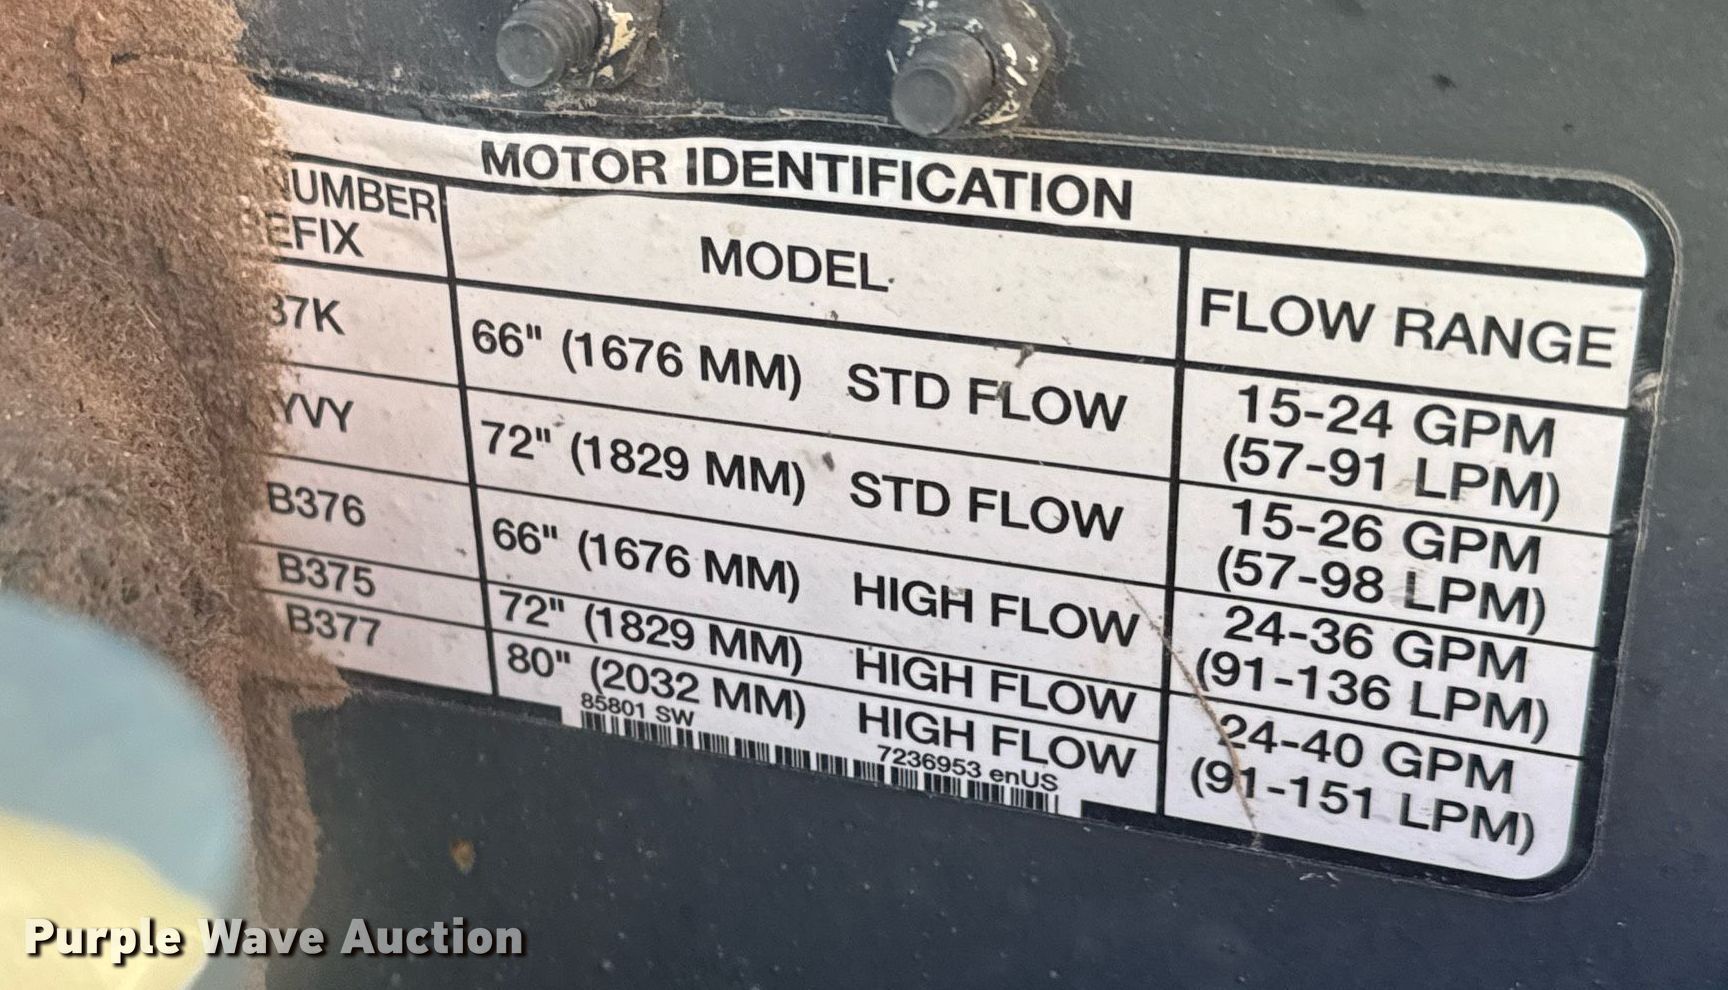 MOTOR IDENTIFICATION
NUMBER
EFIX
MODEL
FLOW RANGE
37K
66" (1676 MM) STD FLOW
15-24 GPM
(57-91 LPM)
YVY
72" (1829 MM) STD FLOW
15-26 GPM
(57-98 LPM)
B376
66" (1676 MM) HIGH FLOW
24-36 GPM
(91-136 LPM)
B375
72" (1829 MM) HIGH FLOW
B377
80" (2032 MM) HIGH FLOW
24-40 GPM
(91-151 LPM)
85801 SW
7236953 enUS
Purple Wave Auction